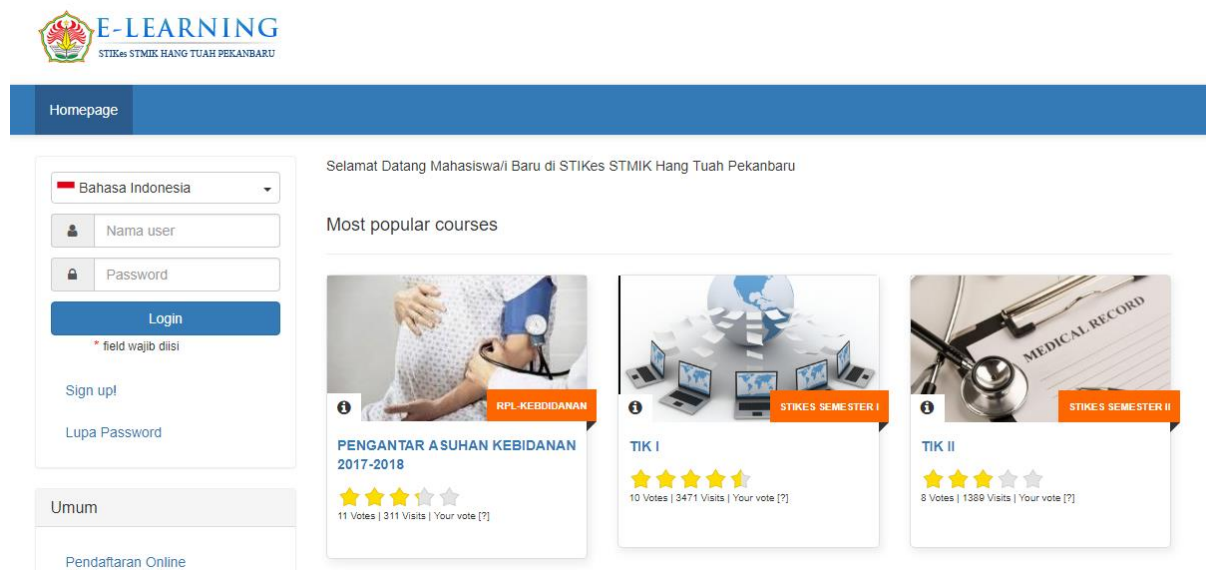 E-LEARNING
STIKes STMIK HANG TUAH PEKANBARU
Homepage
Bahasa Indonesia
Nama user
Password
Login
* field wajib diisi
Sign up!
Lupa Password
Umum
Pendaftaran Online
Selamat Datang Mahasiswa/i Baru di STIKes STMIK Hang Tuah Pekanbaru
Most popular courses
RPL-KEBDIDANAN
PENGANTAR ASUHAN KEBIDANAN
2017-2018
11 Votes | 311 Visits | Your vote [?]
STIKES SEMESTER I
TIK I
10 Votes | 3471 Visits | Your vote [?]
MEDICAL RECORD
STIKES SEMESTER II
TIK II
8 Votes | 1389 Visits | Your vote [?]